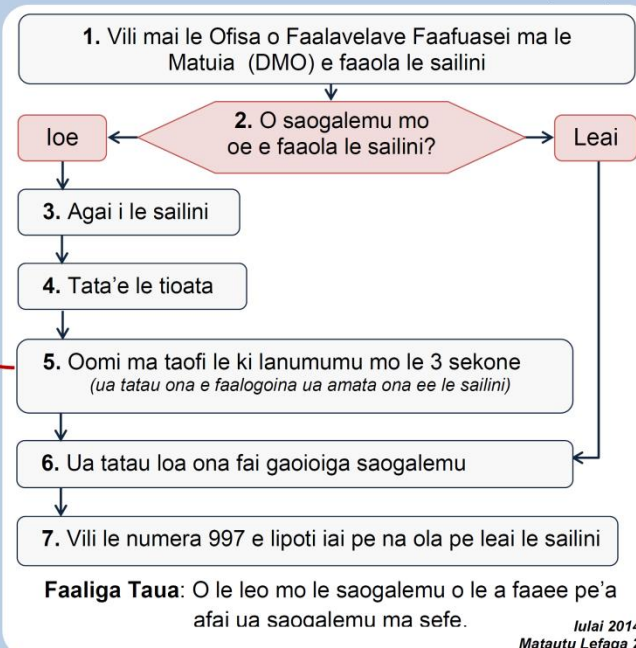 1. Vili mai le Ofisa o Faalavelave Faafuasei ma le
Matuia (DMO) e faaola le sailini
2. O saogalemu mo
oe e faaola le sailini?
Ioe
Leai
3. Agai i le sailini
4. Tata'e le tioata
5. Oomi ma taofi le ki lanumumu mo le 3 sekone
(ua tatau ona e faalogoina ua amata ona ee le sailini)
6. Ua tatau loa ona fai gaoioiga saogalemu
7. Vili le numera 997 e lipoti iai pe na ola pe leai le sailini
Faaliga Taua: O le leo mo le saogalemu o le a faaee pe'a
afai ua saogalemu ma sefe.
Iulai 2014
Matautu Lefaga